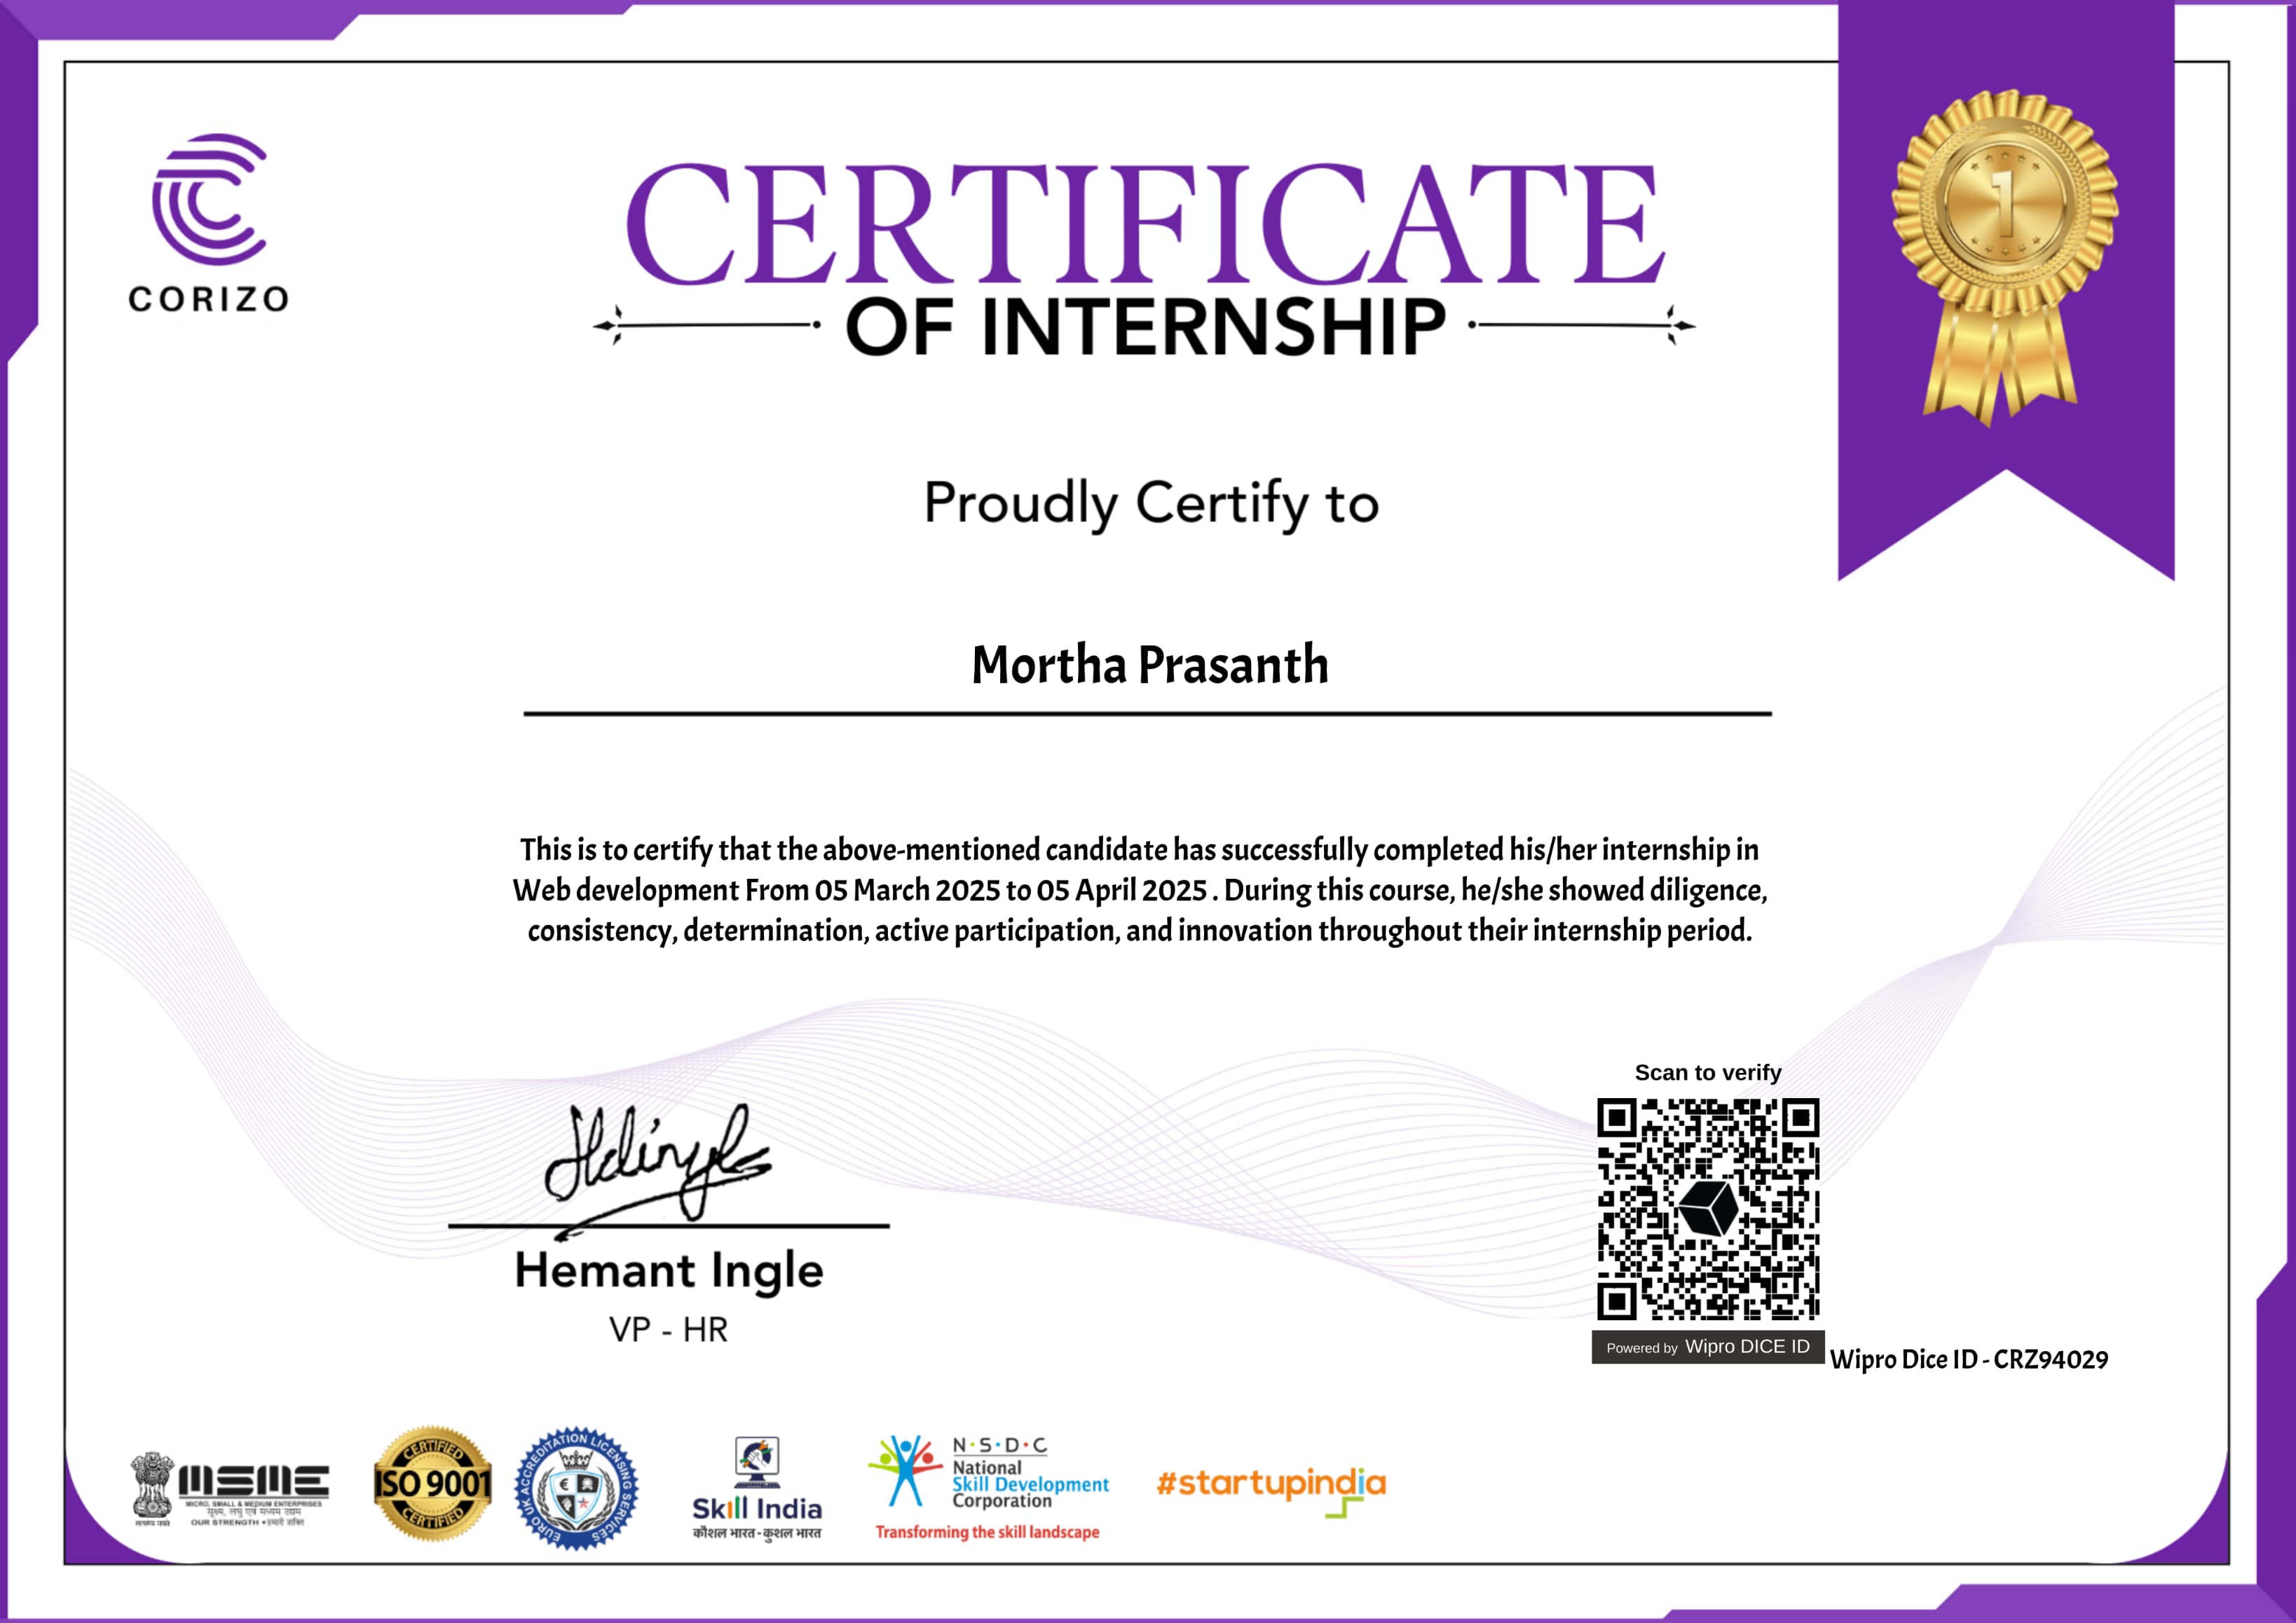 CORIZO
CERTIFICATE
OF INTERNSHIP
1
Proudly Certify to
Mortha Prasanth
This is to certify that the above-mentioned candidate has successfully completed his/her internship in
Web development From 05 March 2025 to 05 April 2025 . During this course, he/she showed diligence,
consistency, determination, active participation, and innovation throughout their internship period.
Scan to verify
Hemant Ingle
VP - HR
Powered by Wipro DICE ID
Wipro Dice ID - CRZ94029
सत्यमेव जयते
MSME
MICRO, SMALL & MEDIUM ENTERPRISES
सूक्ष्म, लघु एवं मध्यम उद्यम
OUR STRENGTH • हमारी शक्ति
CERTIFIED
ISO 9001
CERTIFIED
EURO UK ACCREDITATION LICENSING SERVICES
Skill India
कौशल भारत - कुशल भारत
N·S·D·C
National
Skill Development
Corporation
Transforming the skill landscape
#startupindia